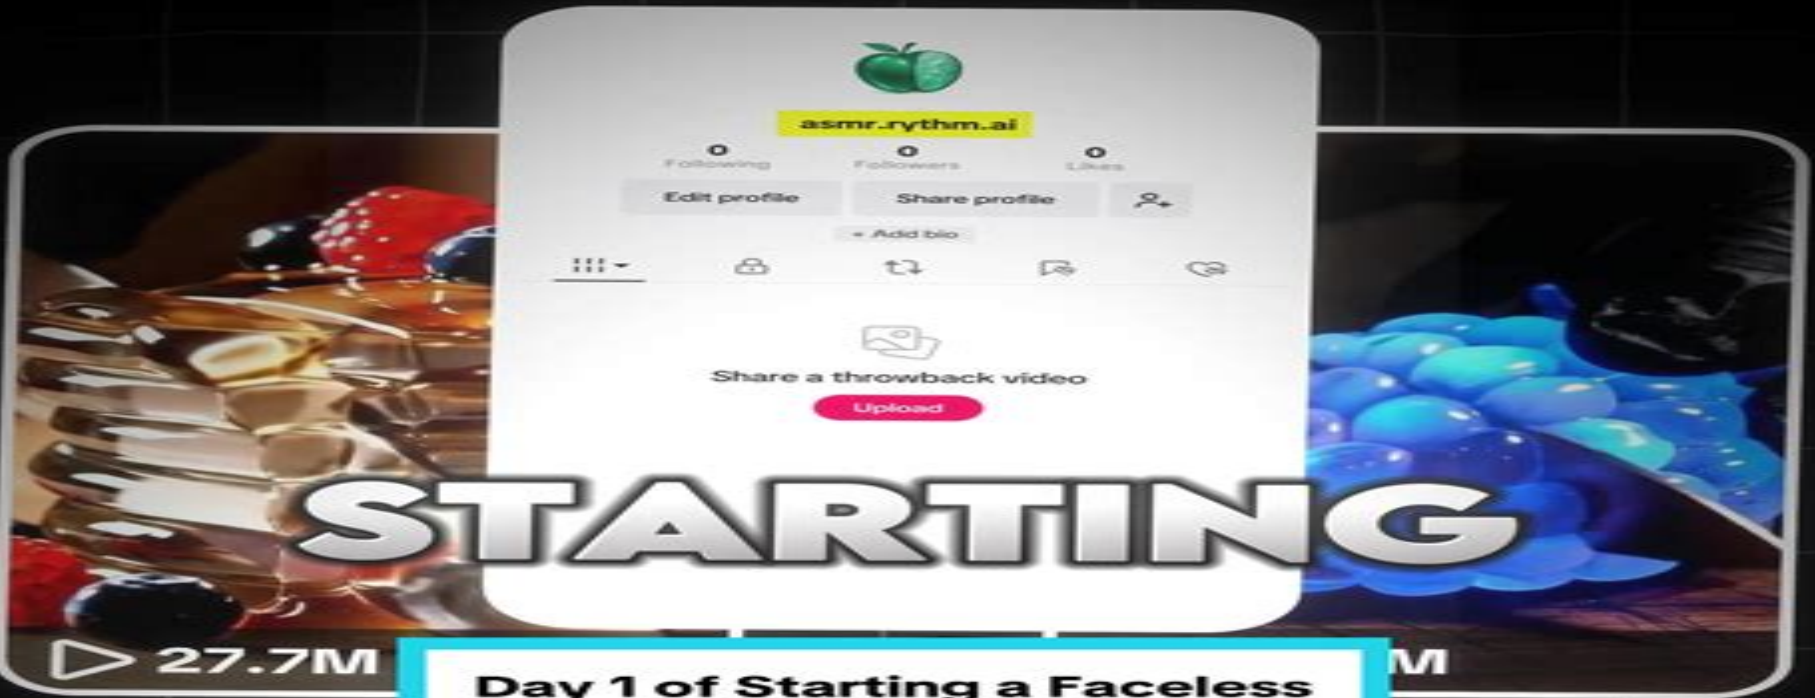 asmr.rythm.ai
0 0 0
Following Followers Likes
Edit profile Share profile
+ Add bio
Share a throwback video
Upload
STARTING
27.7M M
Day 1 of Starting a Faceless